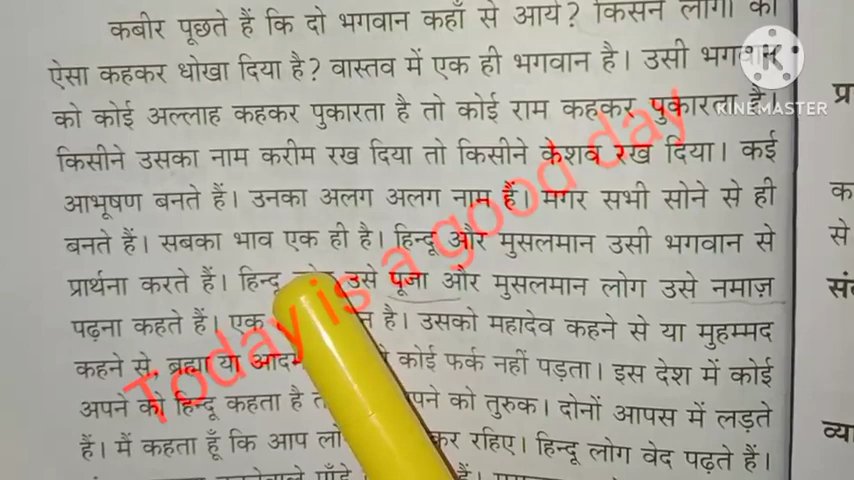 कबीर पूछते हैं कि दो भगवान कहाँ से आये? किसने लोगों को
ऐसा कहकर धोखा दिया है? वास्तव में एक ही भगवान है। उसी भगवान
को कोई अल्लाह कहकर पुकारता है तो कोई राम कहकर पुकारता है।
किसीने उसका नाम करीम रख दिया तो किसीने केशव रख दिया। कई
आभूषण बनते हैं। उनका अलग अलग नाम हैं। मगर सभी सोने से ही
बनते हैं। सबका भाव एक ही है। हिन्दू और मुसलमान उसी भगवान से
प्रार्थना करते हैं। हिन्दू उसे पूजा और मुसलमान लोग उसे नमाज़
पढ़ना कहते हैं। एक है। उसको महादेव कहने से या मुहम्मद
कहने से, ब्रह्मा या कोई फर्क नहीं पड़ता। इस देश में कोई
अपने को हिन्दू कहता है अपने को तुरुक। दोनों आपस में लड़ते
हैं। मैं कहता हूँ कि आप रहिए। हिन्दू लोग वेद पढ़ते हैं।
KINEMASTER
Today is a good day
प्र
क
से
व्या